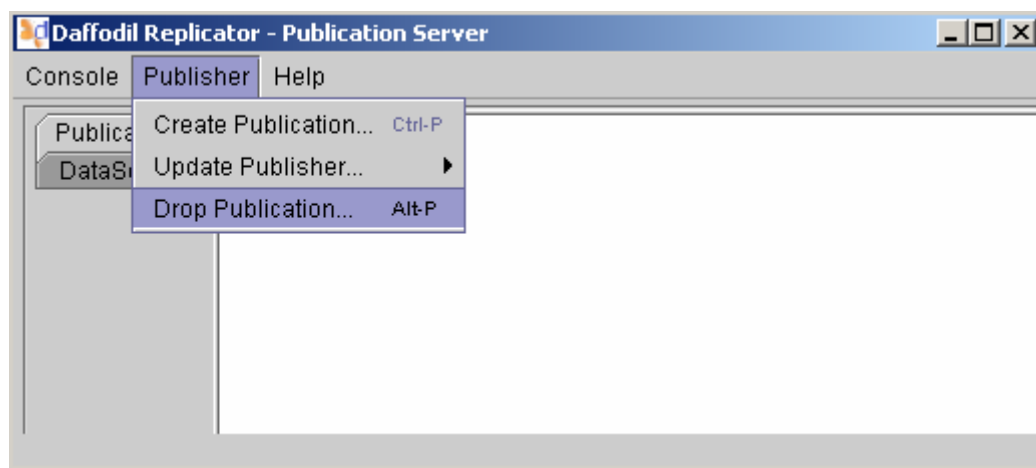 Daffodil Replicator - Publication Server
Console Publisher Help
Create Publication... Ctrl-P
Update Publisher...
Drop Publication... Alt-P